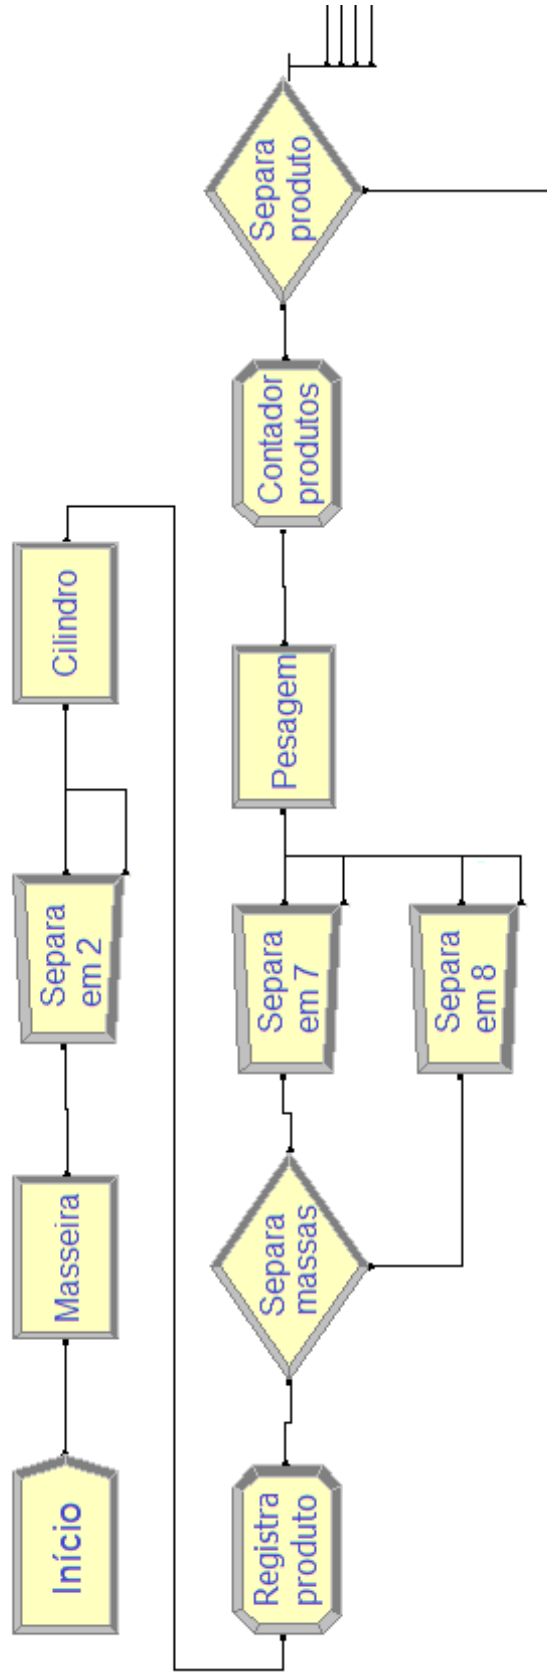 Início
Masseira
Separa
em 2
Cilindro
Registra
produto
Separa
massas
Separa
em 7
Separa
em 8
Pesagem
Contador
produtos
Separa
produto